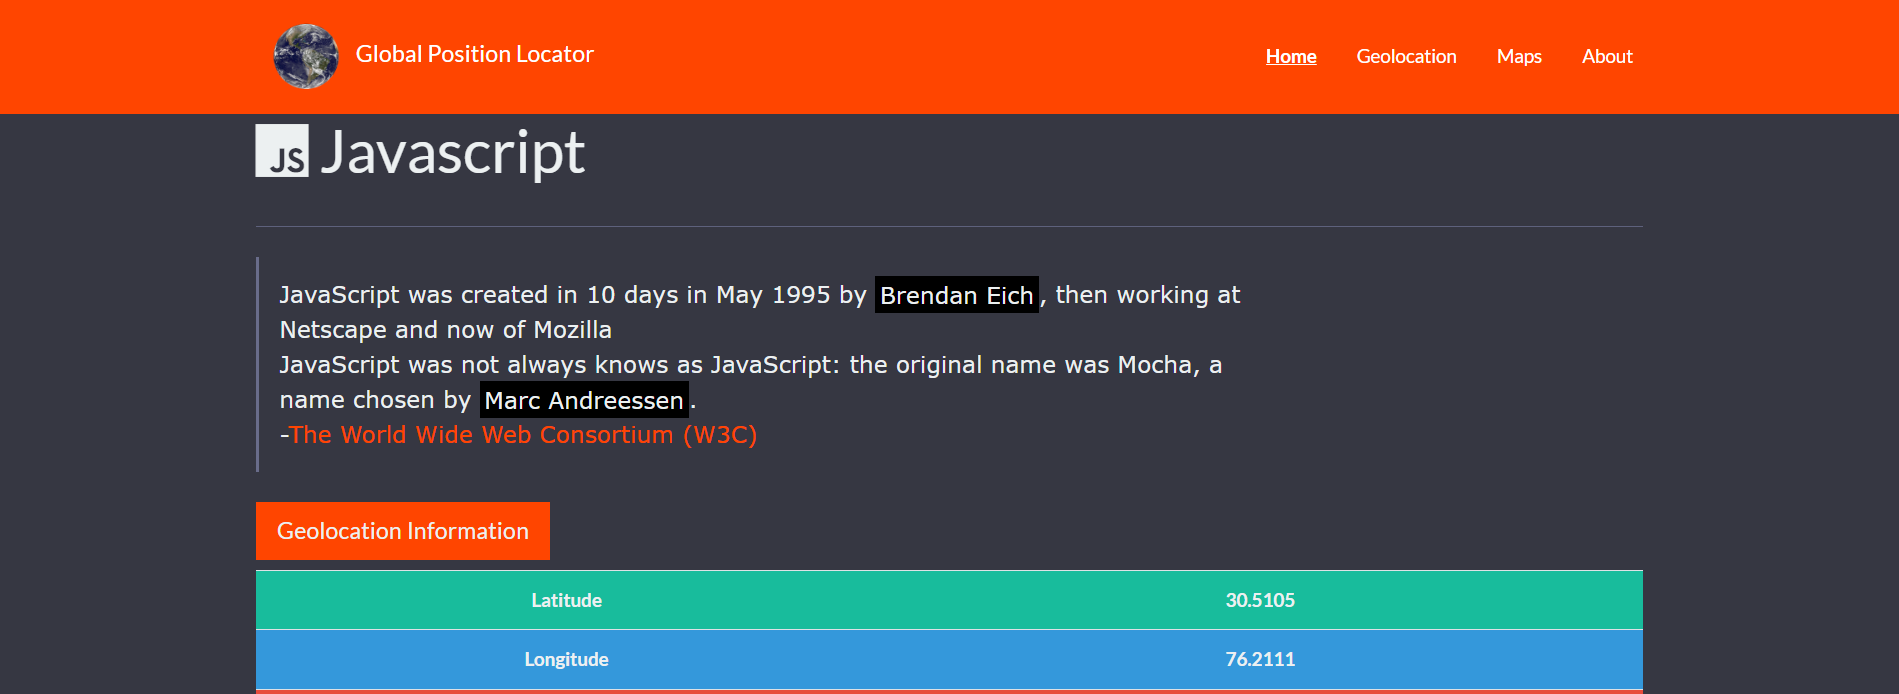 Global Position Locator
Home Geolocation Maps About
JS Javascript
JavaScript was created in 10 days in May 1995 by Brendan Eich, then working at
Netscape and now of Mozilla
JavaScript was not always knows as JavaScript: the original name was Mocha, a
name chosen by Marc Andreessen.
-The World Wide Web Consortium (W3C)
Geolocation Information
Latitude 30.5105
Longitude 76.2111